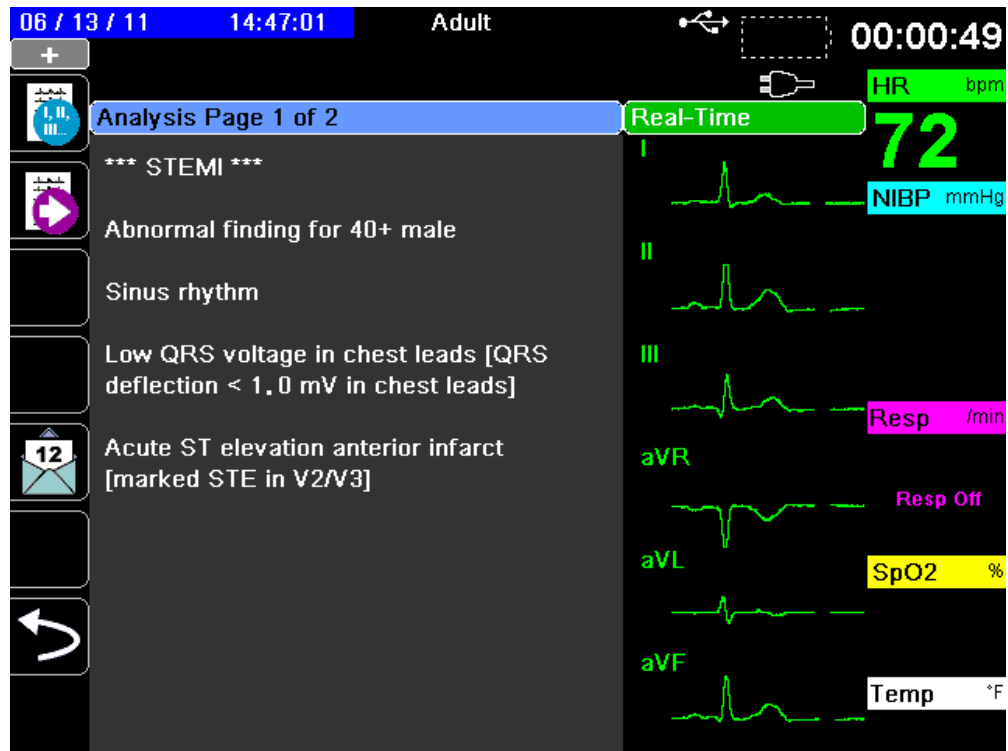 06 / 13 / 11 14:47:01 Adult 00:00:49
+
I, II, III...
HR bpm
Analysis Page 1 of 2
Real-Time
72
*** STEMI ***
I
NIBP mmHg
Abnormal finding for 40+ male
II
Sinus rhythm
Low QRS voltage in chest leads [QRS
deflection < 1.0 mV in chest leads]
III
Resp /min
Acute ST elevation anterior infarct
[marked STE in V2/V3]
12
aVR
Resp Off
aVL
SpO2 %
aVF
Temp °F